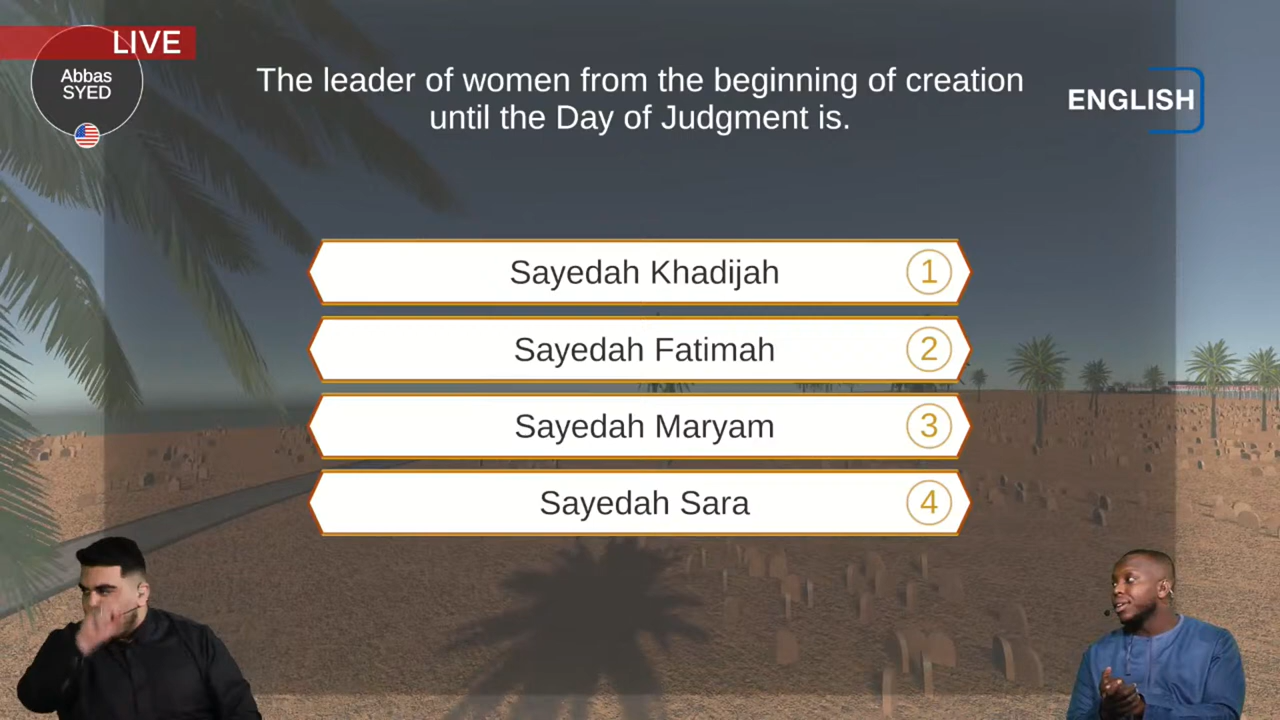 LIVE
Abbas
SYED
The leader of women from the beginning of creation
until the Day of Judgment is.
ENGLISH
Sayedah Khadijah 1
Sayedah Fatimah 2
Sayedah Maryam 3
Sayedah Sara 4